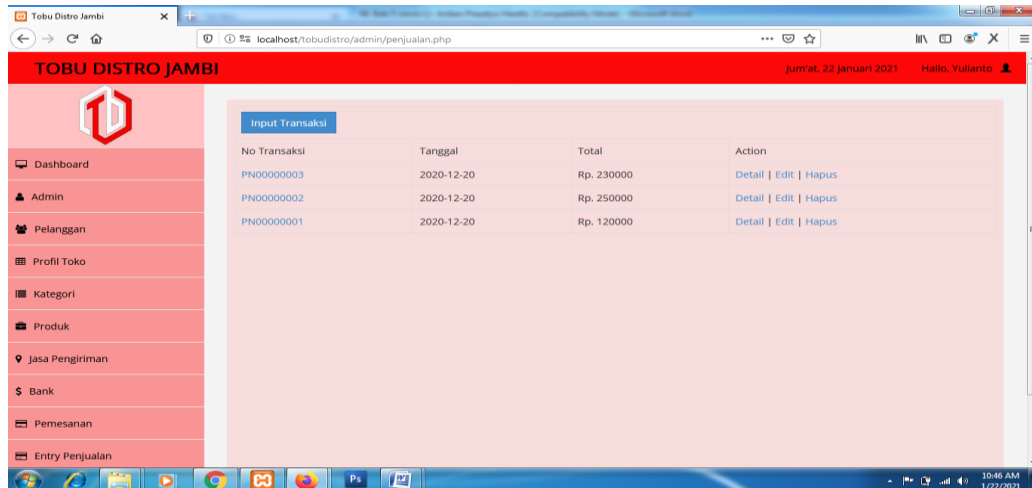 Tobu Distro Jambi
localhost/tobudistro/admin/penjualan.php
TOBU DISTRO JAMBI
Jum'at, 22 Januari 2021 Hallo, Yulianto
Input Transaksi
No Transaksi Tanggal Total Action
PN00000003 2020-12-20 Rp. 230000 Detail | Edit | Hapus
PN00000002 2020-12-20 Rp. 250000 Detail | Edit | Hapus
PN00000001 2020-12-20 Rp. 120000 Detail | Edit | Hapus
Dashboard
Admin
Pelanggan
Profil Toko
Kategori
Produk
Jasa Pengiriman
$ Bank
Pemesanan
Entry Penjualan
Ps
10:46 AM
1/22/2021